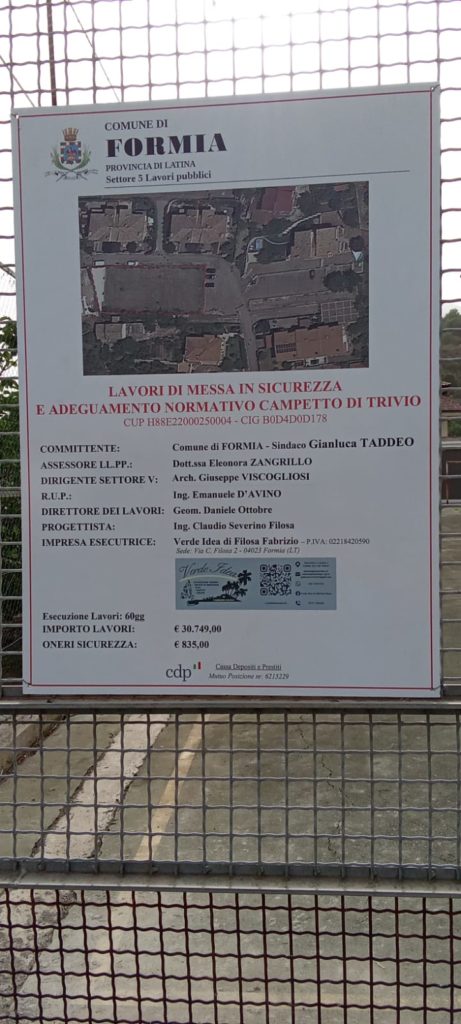 COMUNE DI
FORMIA
PROVINCIA DI LATINA
Settore 5 Lavori pubblici
LAVORI DI MESSA IN SICUREZZA
E ADEGUAMENTO NORMATIVO CAMPETTO DI TRIVIO
CUP H88E22000250004 - CIG B0D4D0D178
COMMITTENTE: Comune di FORMIA - Sindaco Gianluca TADDEO
ASSESSORE LL.PP.: Dott.ssa Eleonora ZANGRILLO
DIRIGENTE SETTORE V: Arch. Giuseppe VISCOGLIOSI
R.U.P.: Ing. Emanuele D'AVINO
DIRETTORE DEI LAVORI: Geom. Daniele Ottobre
PROGETTISTA: Ing. Claudio Severino Filosa
IMPRESA ESECUTRICE: Verde Idea di Filosa Fabrizio – P.IVA: 02218420590
Sede: Via C, Filosa 2 - 04023 Formia (LT)
Verde Idea
Esecuzione Lavori: 60gg
IMPORTO LAVORI: € 30.749,00
ONERI SICUREZZA: € 835,00
cdp Cassa Depositi e Prestiti
Mutuo Posizione nr: 6215229